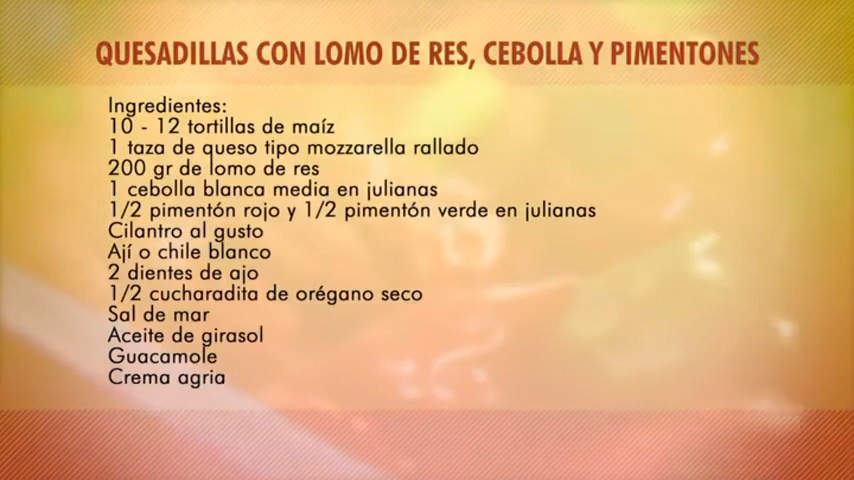 QUESADILLAS CON LOMO DE RES, CEBOLLA Y PIMENTONES
Ingredientes:
10 - 12 tortillas de maíz
1 taza de queso tipo mozzarella rallado
200 gr de lomo de res
1 cebolla blanca media en julianas
1/2 pimentón rojo y 1/2 pimentón verde en julianas
Cilantro al gusto
Ají o chile blanco
2 dientes de ajo
1/2 cucharadita de orégano seco
Sal de mar
Aceite de girasol
Guacamole
Crema agria